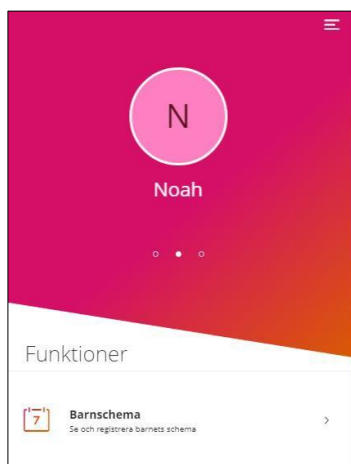 N
Noah
Funktioner
7
Barnschema
Se och registrera barnets schema